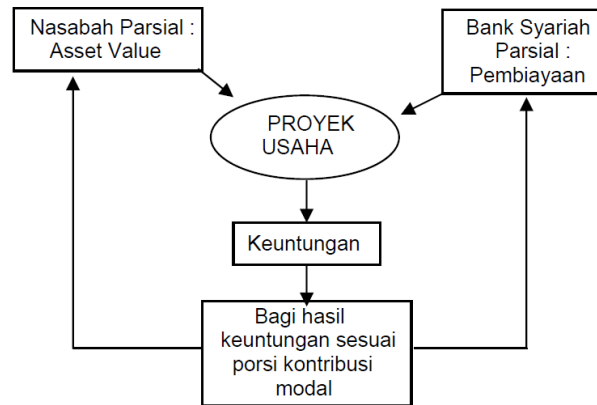 Nasabah Parsial :
Asset Value
Bank Syariah
Parsial :
Pembiayaan
PROYEK
USAHA
Keuntungan
Bagi hasil
keuntungan sesuai
porsi kontribusi
modal